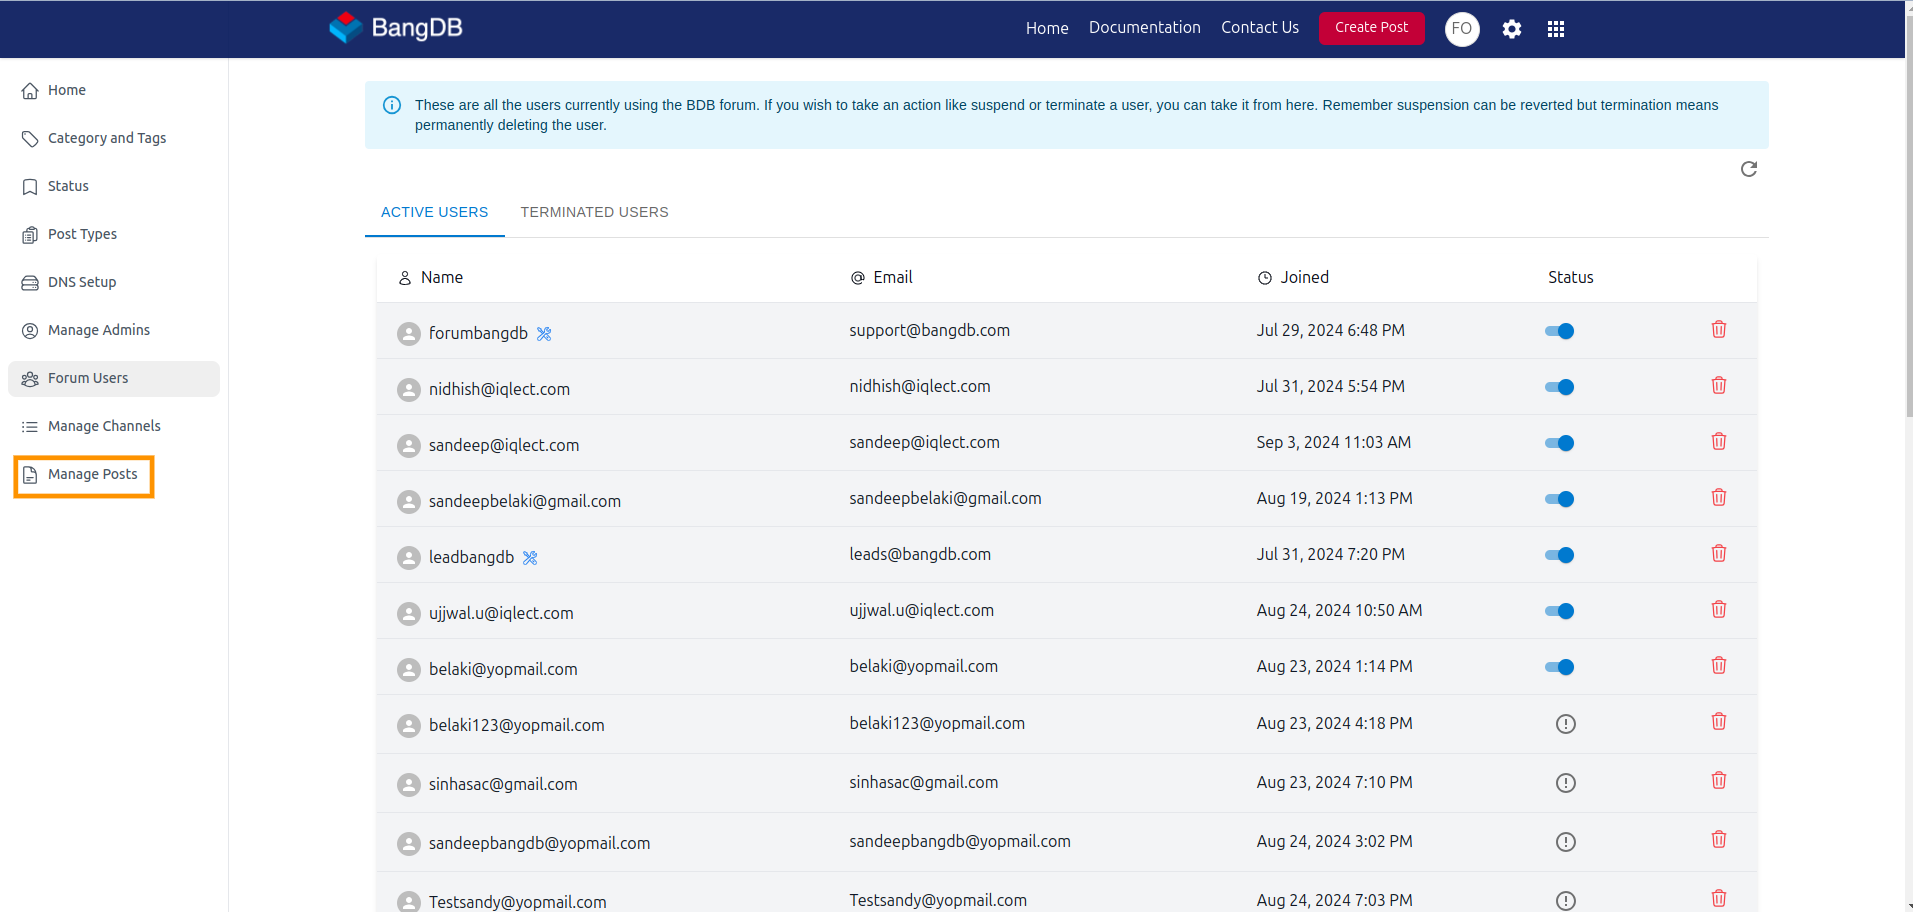 BangDB
Home Documentation Contact Us Create Post FO
Home
Category and Tags
Status
Post Types
DNS Setup
Manage Admins
Forum Users
Manage Channels
Manage Posts
These are all the users currently using the BDB forum. If you wish to take an action like suspend or terminate a user, you can take it from here. Remember suspension can be reverted but termination means
permanently deleting the user.
ACTIVE USERS TERMINATED USERS
Name Email Joined Status
forumbangdb support@bangdb.com Jul 29, 2024 6:48 PM
nidhish@iqlect.com nidhish@iqlect.com Jul 31, 2024 5:54 PM
sandeep@iqlect.com sandeep@iqlect.com Sep 3, 2024 11:03 AM
sandeepbelaki@gmail.com sandeepbelaki@gmail.com Aug 19, 2024 1:13 PM
leadbangdb leads@bangdb.com Jul 31, 2024 7:20 PM
ujjwal.u@iqlect.com ujjwal.u@iqlect.com Aug 24, 2024 10:50 AM
belaki@yopmail.com belaki@yopmail.com Aug 23, 2024 1:14 PM
belaki123@yopmail.com belaki123@yopmail.com Aug 23, 2024 4:18 PM
sinhasac@gmail.com sinhasac@gmail.com Aug 23, 2024 7:10 PM
sandeepbangdb@yopmail.com sandeepbangdb@yopmail.com Aug 24, 2024 3:02 PM
Testsandy@yopmail.com Testsandy@yopmail.com Aug 24, 2024 7:03 PM